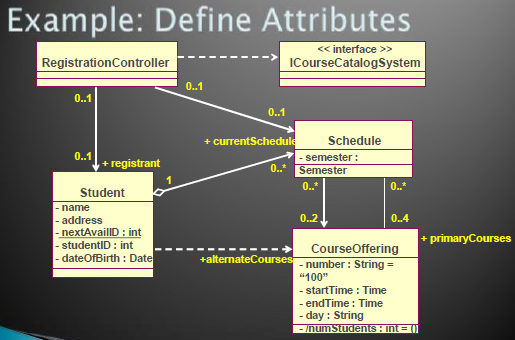 Example: Define Attributes
<< interface >>
RegistrationController
ICourseCatalogSystem
0..1
0..1
0..1
+ currentSchedule
Schedule
- semester :
Semester
0..1
+ registrant
1
0..*
Student
- name
- address
- nextAvailID : int
- studentID : int
- dateOfBirth : Date
0..*
0..*
0..2
0..4
+ primaryCourses
+alternateCourses
CourseOffering
- number : String =
“100”
- startTime : Time
- endTime : Time
- day : String
- /numStudents : int = ()